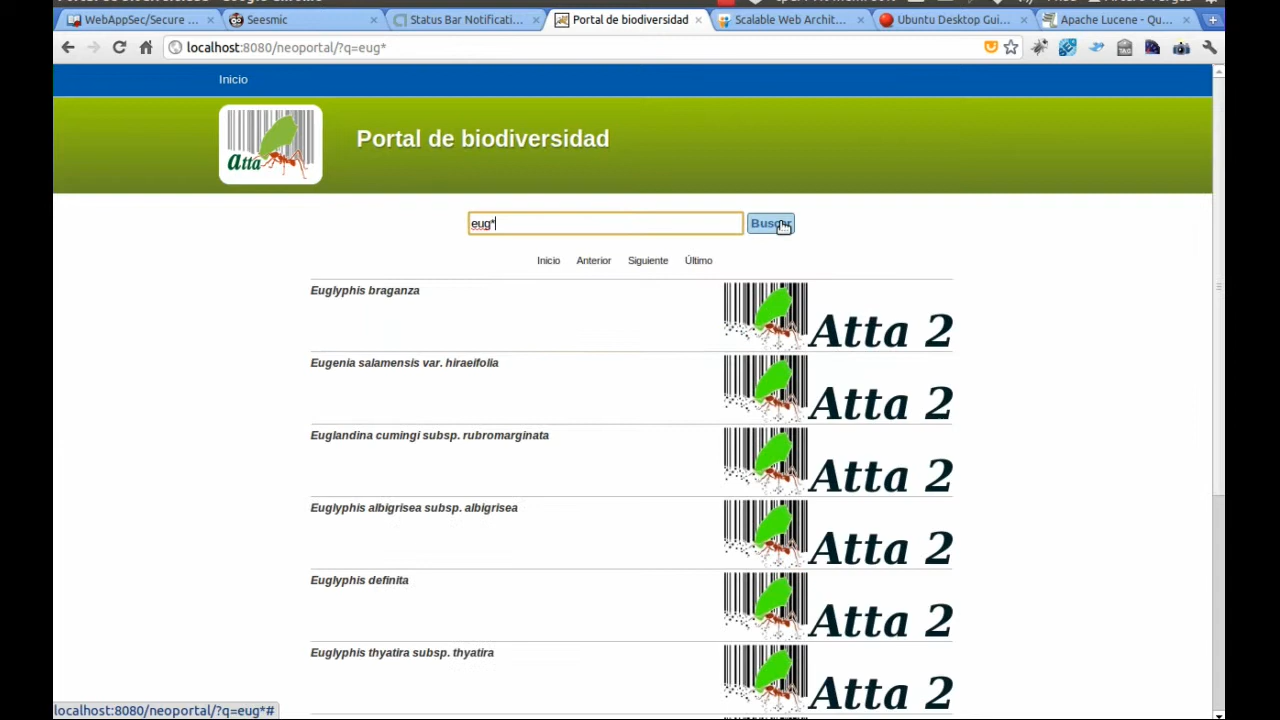 WebAppSec/Secure ...
Seesmic
Status Bar Notificati...
Portal de biodiversidad
Scalable Web Archit...
Ubuntu Desktop Gui...
Apache Lucene - Qu...
localhost:8080/neoportal/?q=eug*
Inicio
atta
Portal de biodiversidad
eug*
Buscar
Inicio Anterior Siguiente Último
Euglyphis braganza
Atta 2
Eugenia salamensis var. hiraeifolia
Atta 2
Euglandina cumingi subsp. rubromarginata
Atta 2
Euglyphis albigrisea subsp. albigrisea
Atta 2
Euglyphis definita
Atta 2
Euglyphis thyatira subsp. thyatira
Atta 2
localhost:8080/neoportal/?q=eug*#